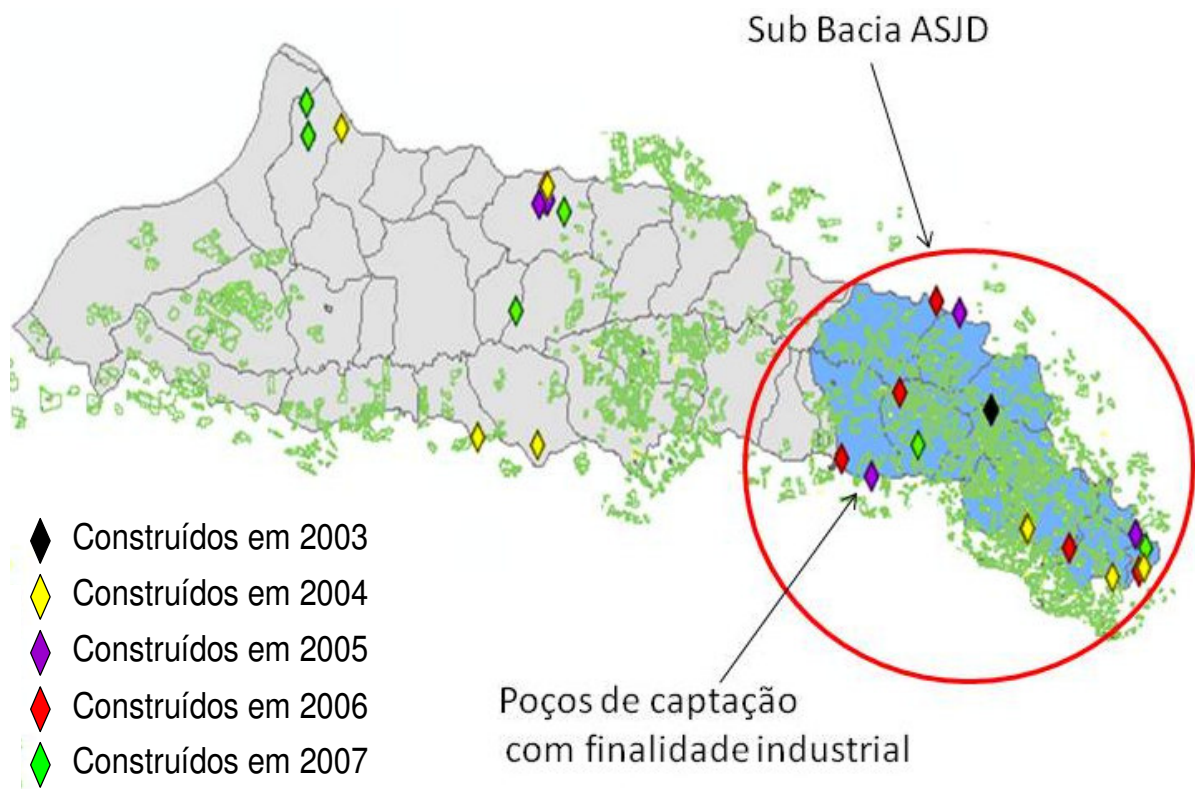 Sub Bacia ASJD
Construídos em 2003
Construídos em 2004
Construídos em 2005
Construídos em 2006
Construídos em 2007
Poços de captação
com finalidade industrial